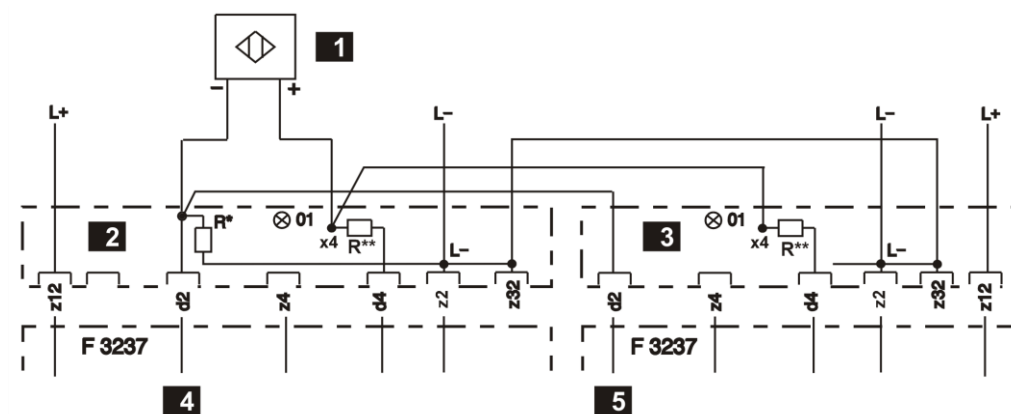 1
− +
L+ L− L− L+
R* 01 01
2 x4 R** L− 3 x4 R** L−
z12 d2 z4 d4 z2 z32 d2 z4 d4 z2 z32 z12
F 3237 F 3237
4 5